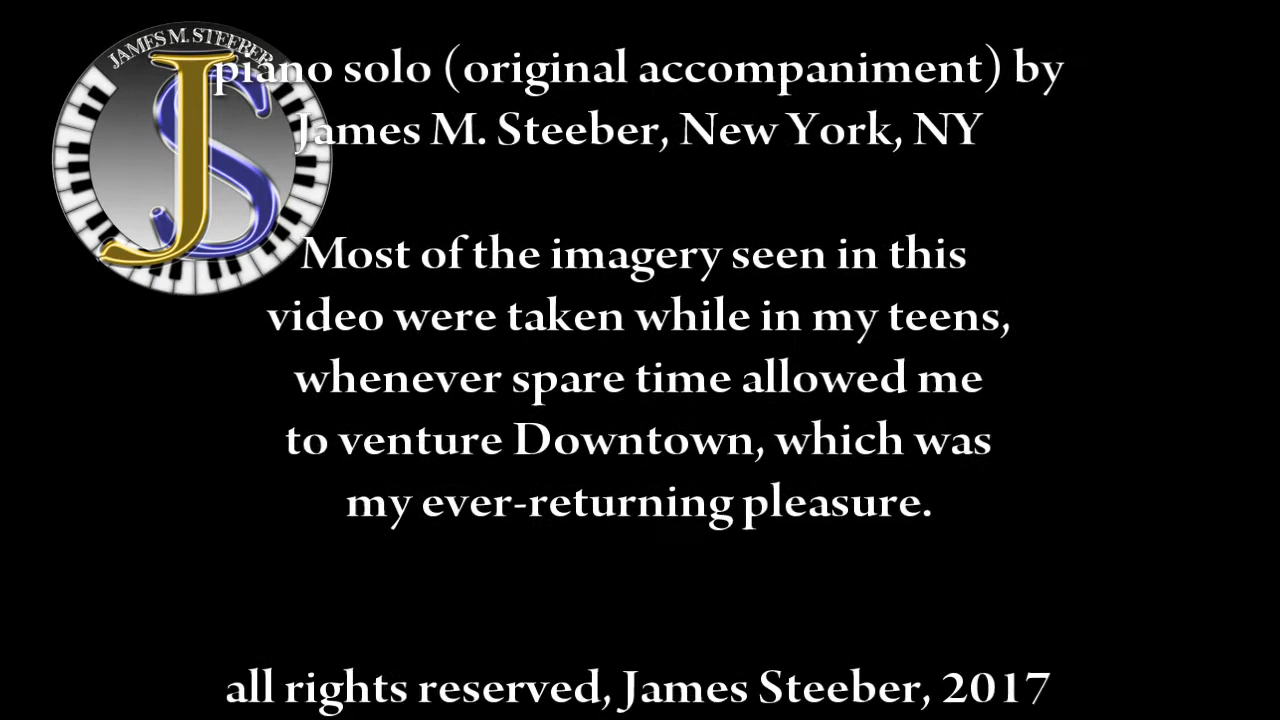 JAMES M. STEEBER
JS
piano solo (original accompaniment) by
James M. Steeber, New York, NY
Most of the imagery seen in this
video were taken while in my teens,
whenever spare time allowed me
to venture Downtown, which was
my ever-returning pleasure.
all rights reserved, James Steeber, 2017